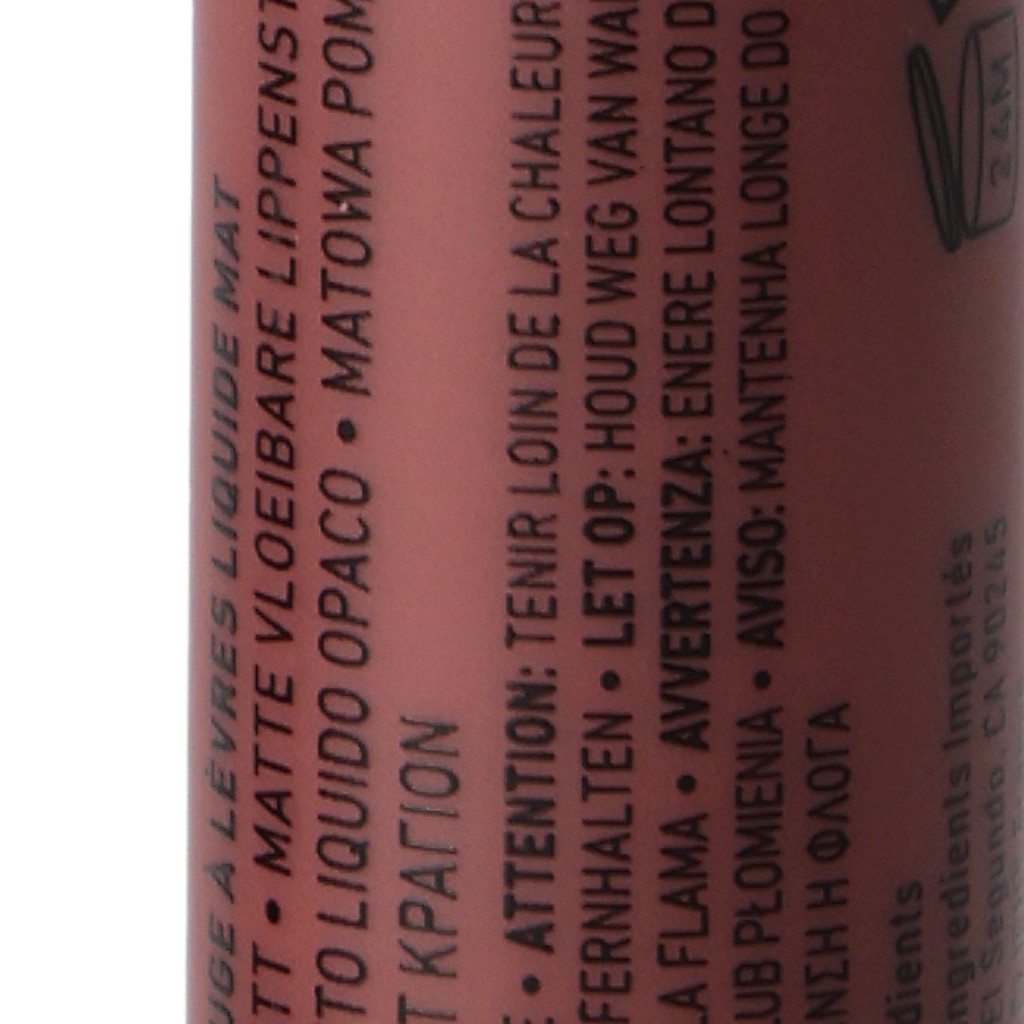 UGE À LÈVRES LIQUIDE MAT
TT • MATTE VLOEIBARE LIPPENST
TO LIQUIDO OPACO • MATOWA POM
T ΚΡΑΓΙΟΝ
E • ATTENTION: TENIR LOIN DE LA CHALEUR
FERNHALTEN • LET OP: HOUD WEG VAN WA
LA FLAMA • AVVERTENZA: ENERE LONTANO D
LUB PŁOMIENIA • AVISO: MANTENHA LONGE DO
ΝΣΗ Η ΦΛΟΓΑ
dients
ngredients Importés
EL Segundo, CA 90245
24M